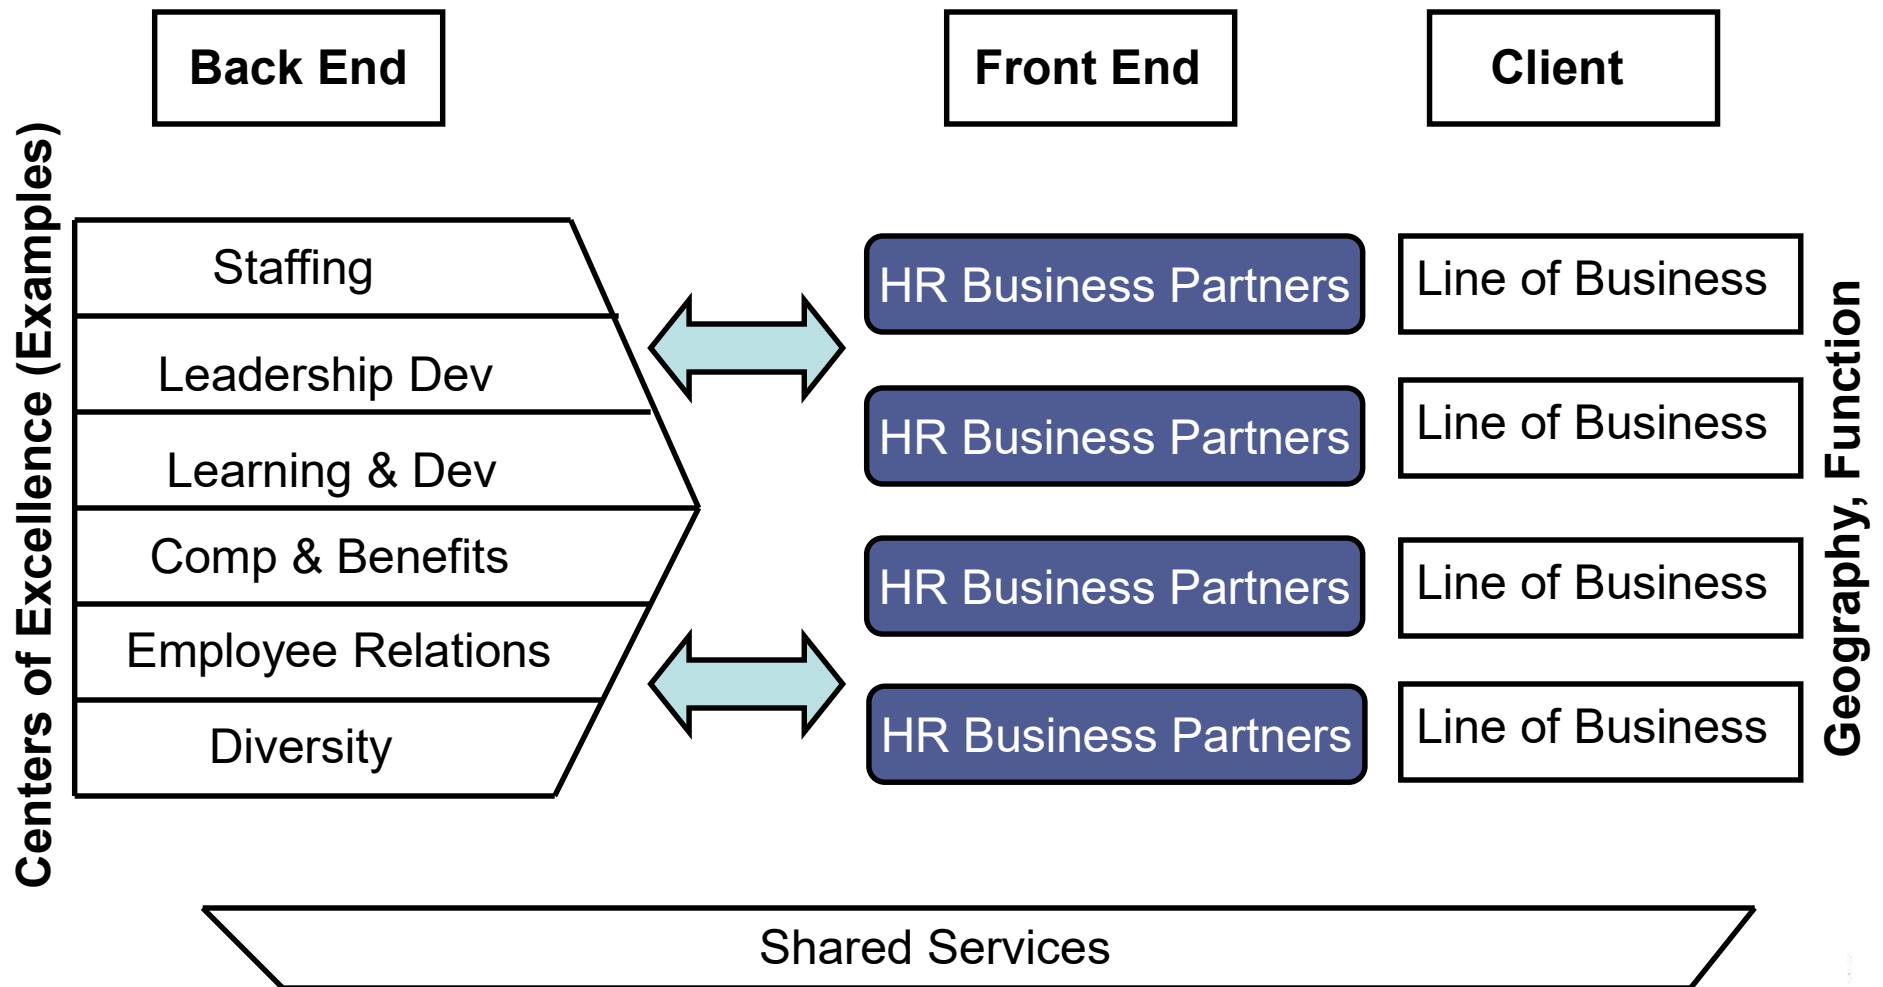 Back End
Front End
Client
Centers of Excellence (Examples)
Staffing
Leadership Dev
Learning & Dev
Comp & Benefits
Employee Relations
Diversity
HR Business Partners
HR Business Partners
HR Business Partners
HR Business Partners
Line of Business
Line of Business
Line of Business
Line of Business
Geography, Function
Shared Services